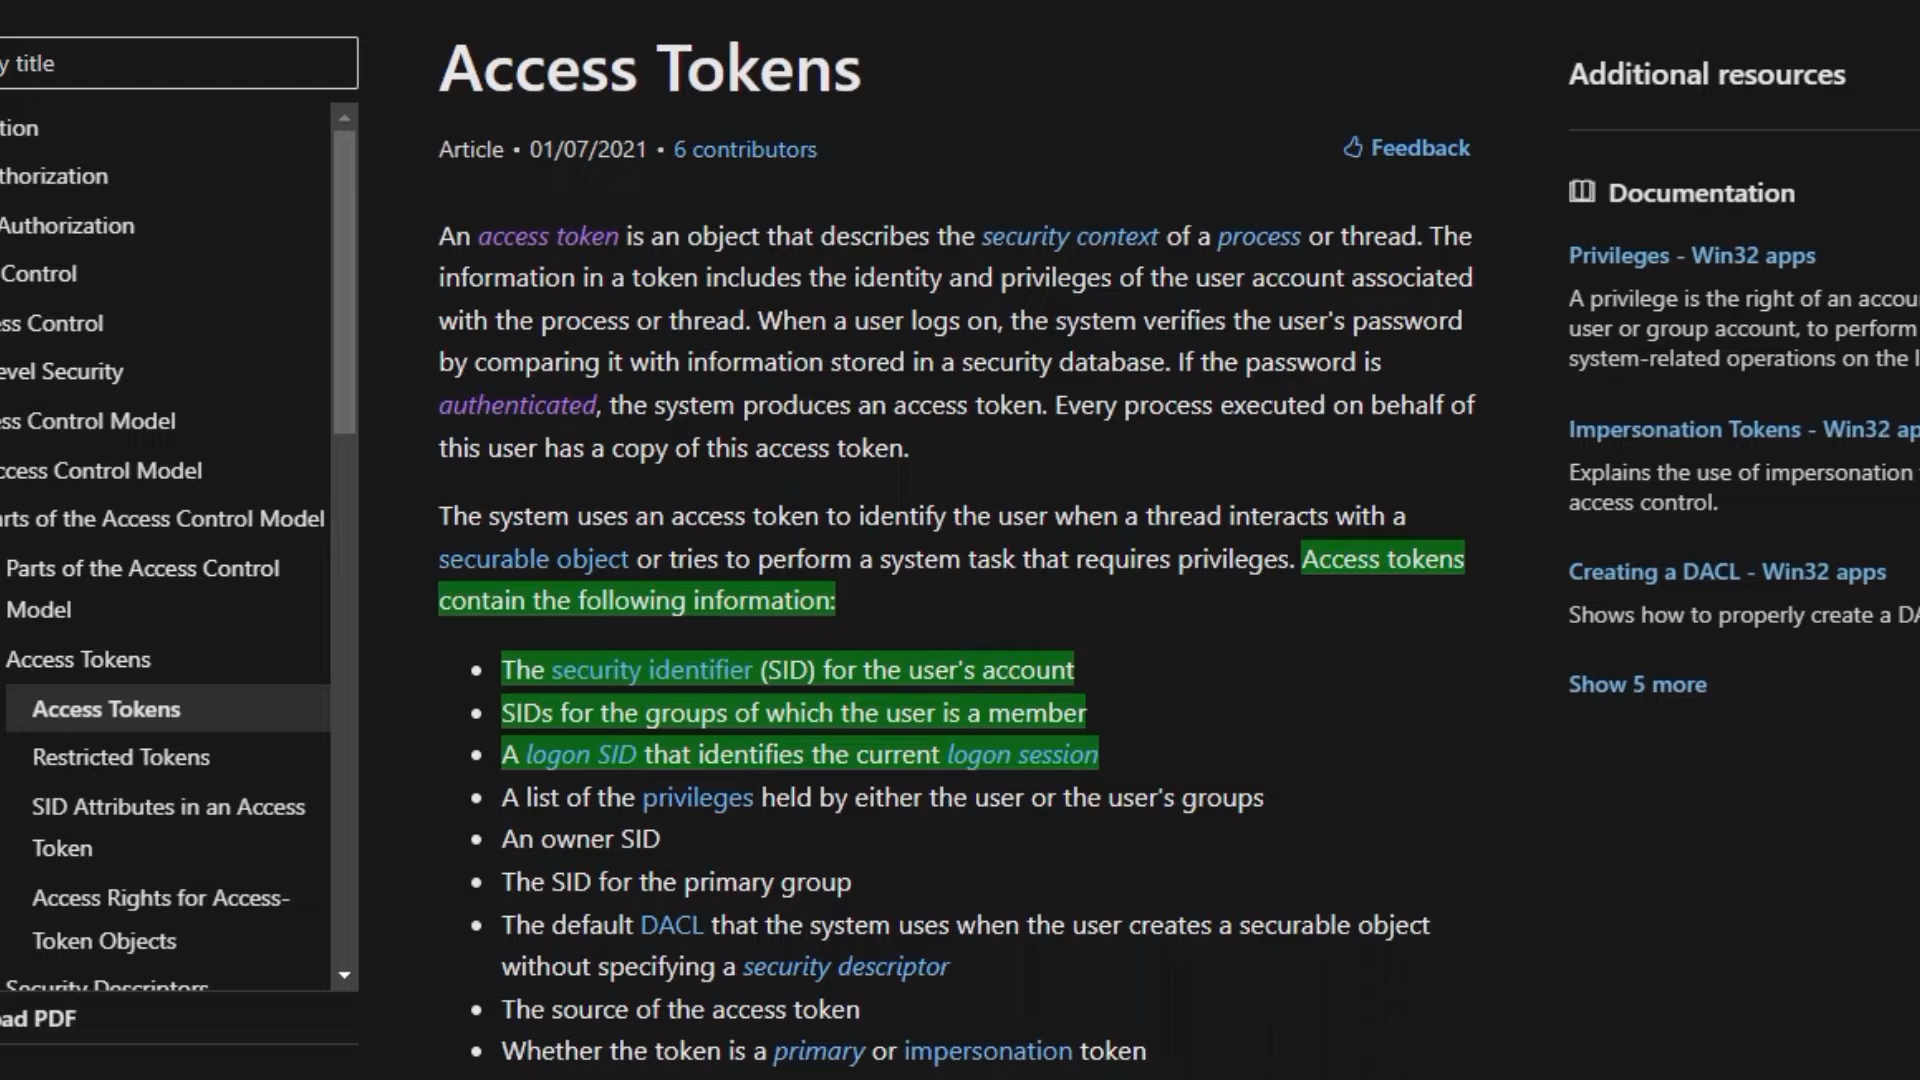 y title
tion
thorization
Authorization
Control
ss Control
evel Security
ss Control Model
ccess Control Model
rts of the Access Control Model
Parts of the Access Control
Model
Access Tokens
Access Tokens
Restricted Tokens
SID Attributes in an Access
Token
Access Rights for Access-
Token Objects
Security Descriptors
ad PDF
Access Tokens
Article • 01/07/2021 • 6 contributors
Feedback
An access token is an object that describes the security context of a process or thread. The
information in a token includes the identity and privileges of the user account associated
with the process or thread. When a user logs on, the system verifies the user's password
by comparing it with information stored in a security database. If the password is
authenticated, the system produces an access token. Every process executed on behalf of
this user has a copy of this access token.
The system uses an access token to identify the user when a thread interacts with a
securable object or tries to perform a system task that requires privileges. Access tokens
contain the following information:
• The security identifier (SID) for the user's account
• SIDs for the groups of which the user is a member
• A logon SID that identifies the current logon session
• A list of the privileges held by either the user or the user's groups
• An owner SID
• The SID for the primary group
• The default DACL that the system uses when the user creates a securable object
without specifying a security descriptor
• The source of the access token
• Whether the token is a primary or impersonation token
Additional resources
Documentation
Privileges - Win32 apps
A privilege is the right of an accou
user or group account, to perform
system-related operations on the l
Impersonation Tokens - Win32 ap
Explains the use of impersonation
access control.
Creating a DACL - Win32 apps
Shows how to properly create a DA
Show 5 more